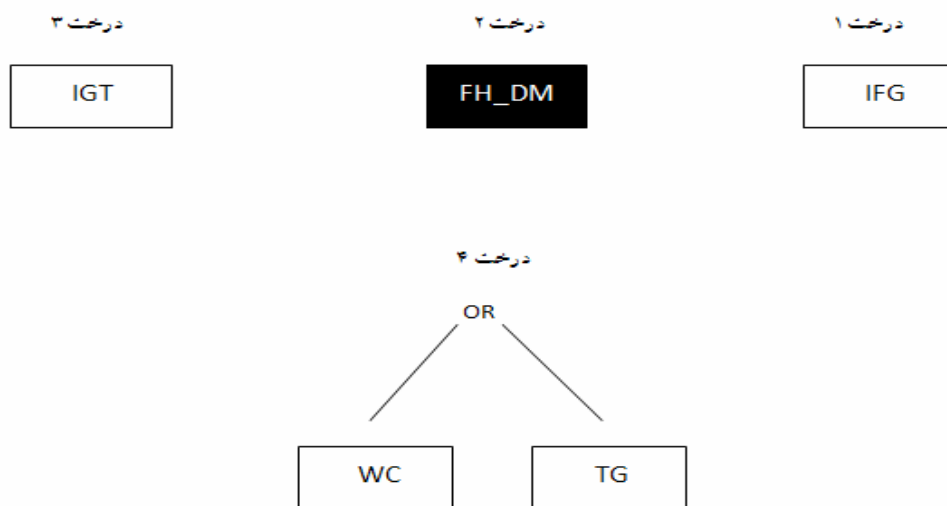 درخت ۱
درخت ۲
درخت ۳
IFG
FH_DM
IGT
درخت ۴
OR
WC
TG